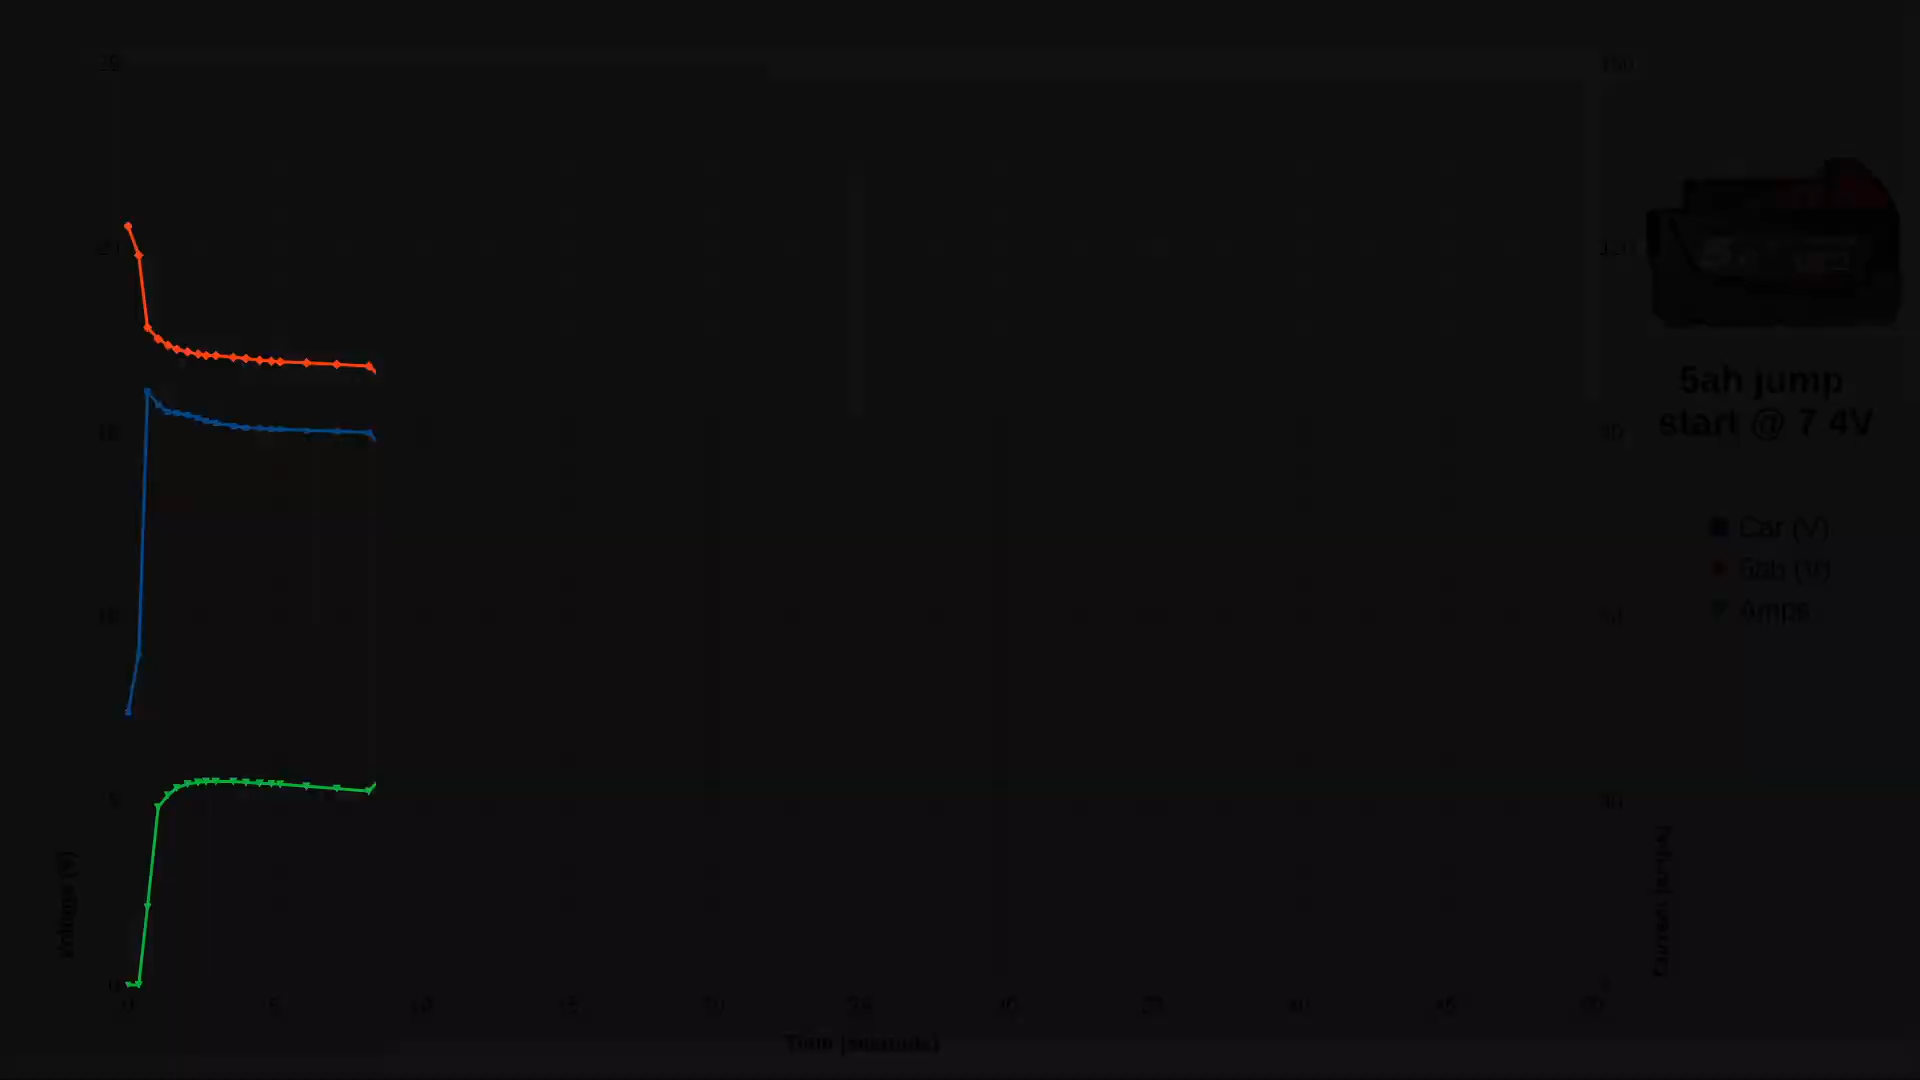 25
150
20
120
5ah jump
start @ 7 4V
15
90
Car (V)
5ah (V)
10
60
Amps
5
30
Voltage (V)
Current (amps)
0
0 5 10 15 20 25 30 35 40 45 50
Time (seconds)